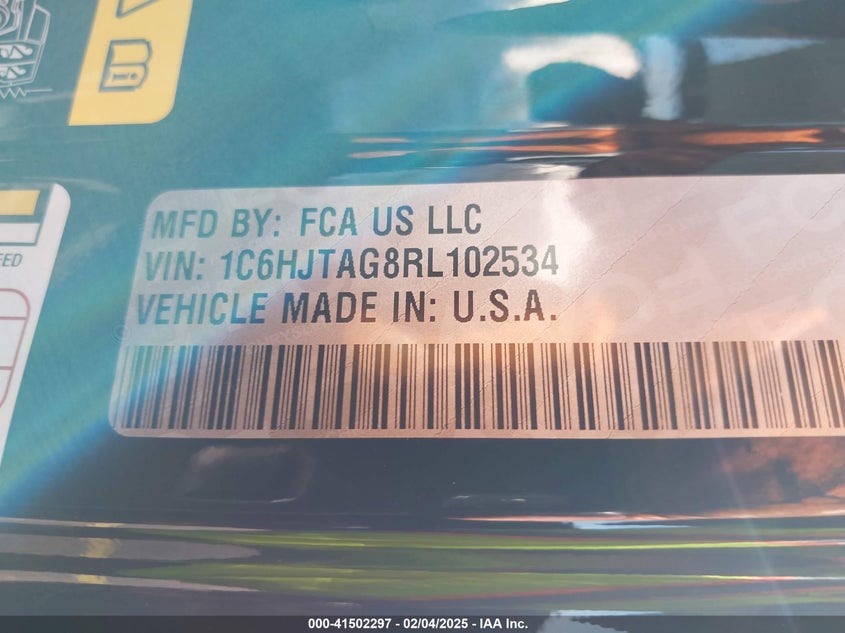 MFD BY: FCA US LLC
VIN: 1C6HJTAG8RL102534
VEHICLE MADE IN: U.S.A.
000-41502297 - 02/04/2025 - IAA Inc.